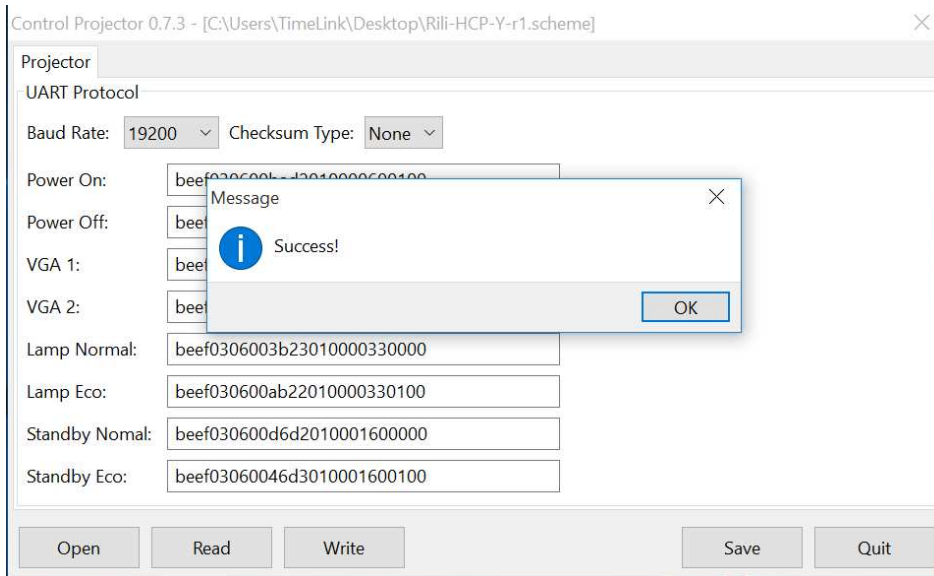 Control Projector 0.7.3 - [C:\Users\TimeLink\Desktop\Rili-HCP-Y-r1.scheme]
Projector
UART Protocol
Baud Rate: 19200 Checksum Type: None
Power On:
Message
Power Off:
Success!
VGA 1:
VGA 2:
OK
Lamp Normal: beef0306003b23010000330000
Lamp Eco: beef030600ab22010000330100
Standby Nomal: beef030600d6d2010001600000
Standby Eco: beef03060046d3010001600100
Open Read Write Save Quit